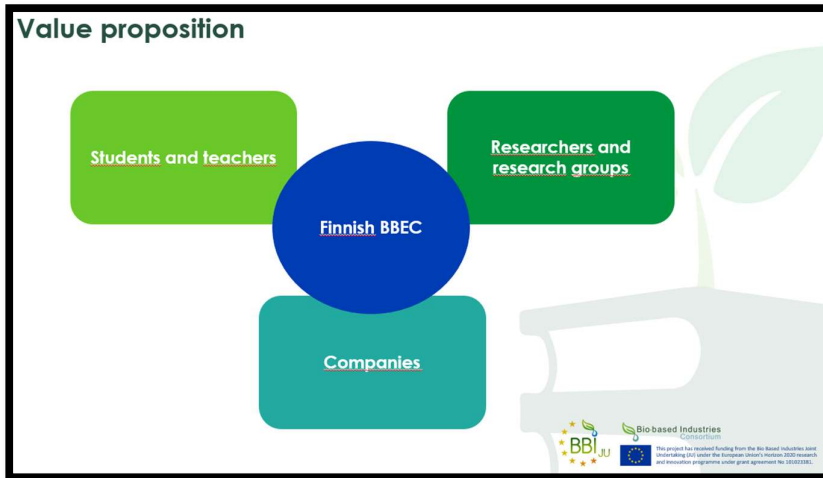 Value proposition
Students and teachers
Researchers and
research groups
Finnish BBEC
Companies
BBI JU
Bio-based Industries
Consortium
This project has received funding from the Bio Based Industries Joint
Undertaking (JU) under the European Union's Horizon 2020 research
and innovation programme under grant agreement No 101023381.